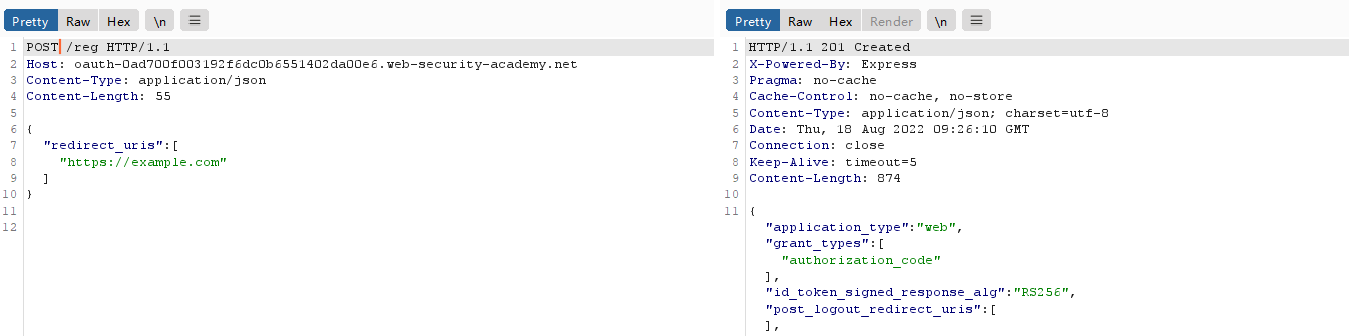 Pretty Raw Hex \n ≡
1 POST /reg HTTP/1.1
2 Host: oauth-0ad700f003192f6dc0b6551402da00e6.web-security-academy.net
3 Content-Type: application/json
4 Content-Length: 55
5
6 {
7 "redirect_uris":[
8 "https://example.com"
9 ]
10 }
11
12
Pretty Raw Hex Render \n ≡
1 HTTP/1.1 201 Created
2 X-Powered-By: Express
3 Pragma: no-cache
4 Cache-Control: no-cache, no-store
5 Content-Type: application/json; charset=utf-8
6 Date: Thu, 18 Aug 2022 09:26:10 GMT
7 Connection: close
8 Keep-Alive: timeout=5
9 Content-Length: 874
10
11 {
"application_type":"web",
"grant_types":[
"authorization_code"
],
"id_token_signed_response_alg":"RS256",
"post_logout_redirect_uris":[
],